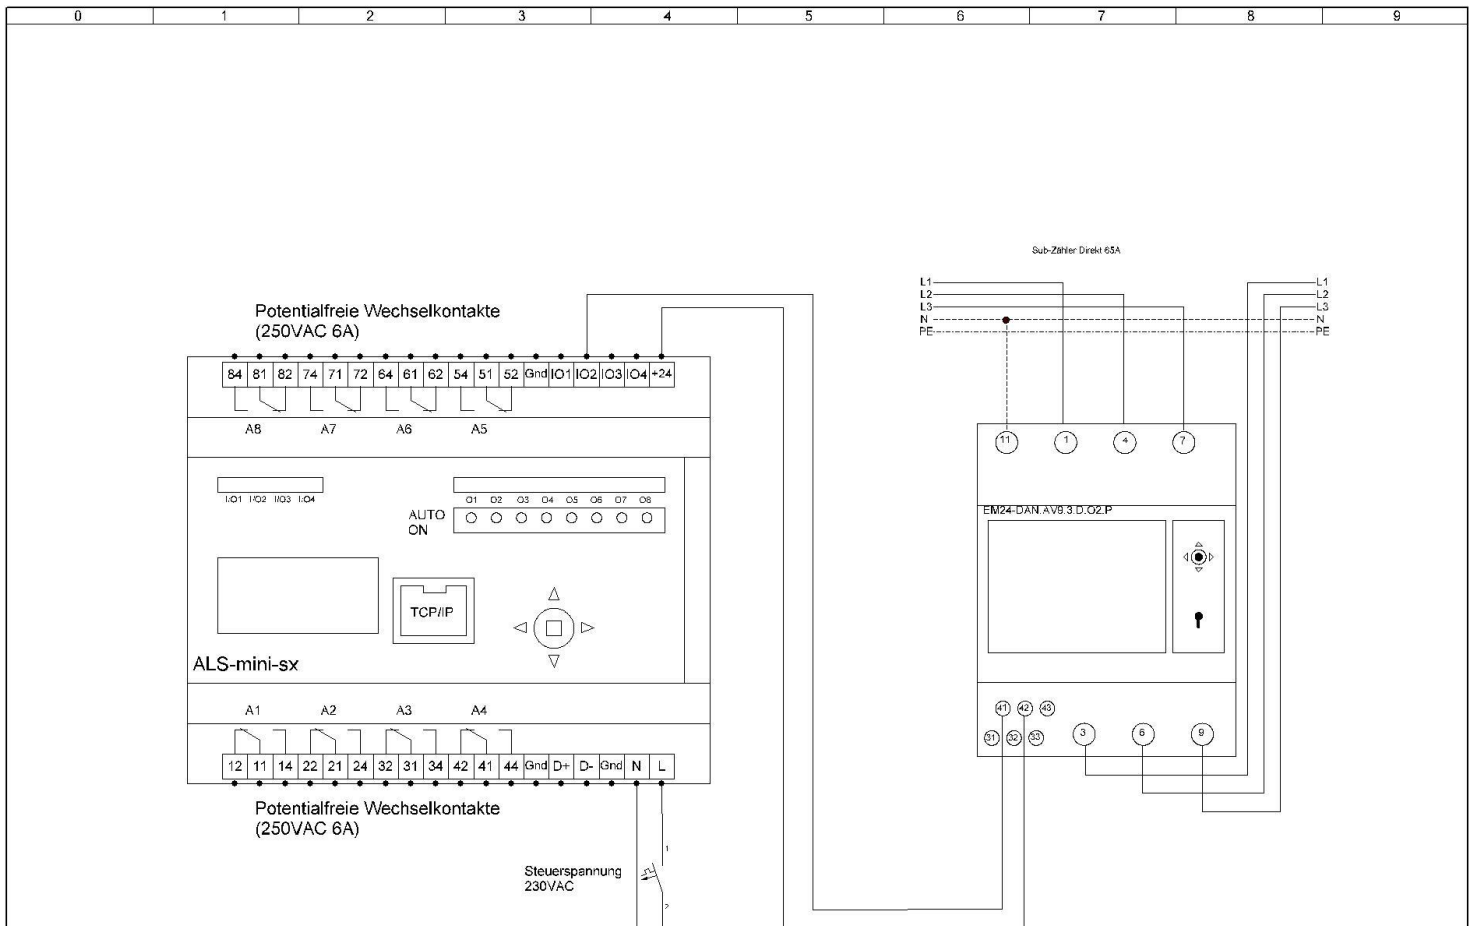 0 1 2 3 4 5 6 7 8 9
Sub-Zähler Direkt 65A
L1 L1
L2 L2
L3 L3
N N
PE PE
Potentialfreie Wechselkontakte
(250VAC 6A)
84 81 82 74 71 72 64 61 62 54 51 52 Gnd IO1 IO2 IO3 IO4 +24
A8 A7 A6 A5
11 1 4 7
I/O1 I/O2 I/O3 I/O4
O1 O2 O3 O4 O5 O6 O7 O8
AUTO
ON
EM24-DAN.AV9.3.D.O2.P
TCP/IP
ALS-mini-sx
A1 A2 A3 A4
41 42 43
31 32 33 3 6 9
12 11 14 22 21 24 32 31 34 42 41 44 Gnd D+ D- Gnd N L
Potentialfreie Wechselkontakte
(250VAC 6A)
1
Steuerspannung
230VAC
2